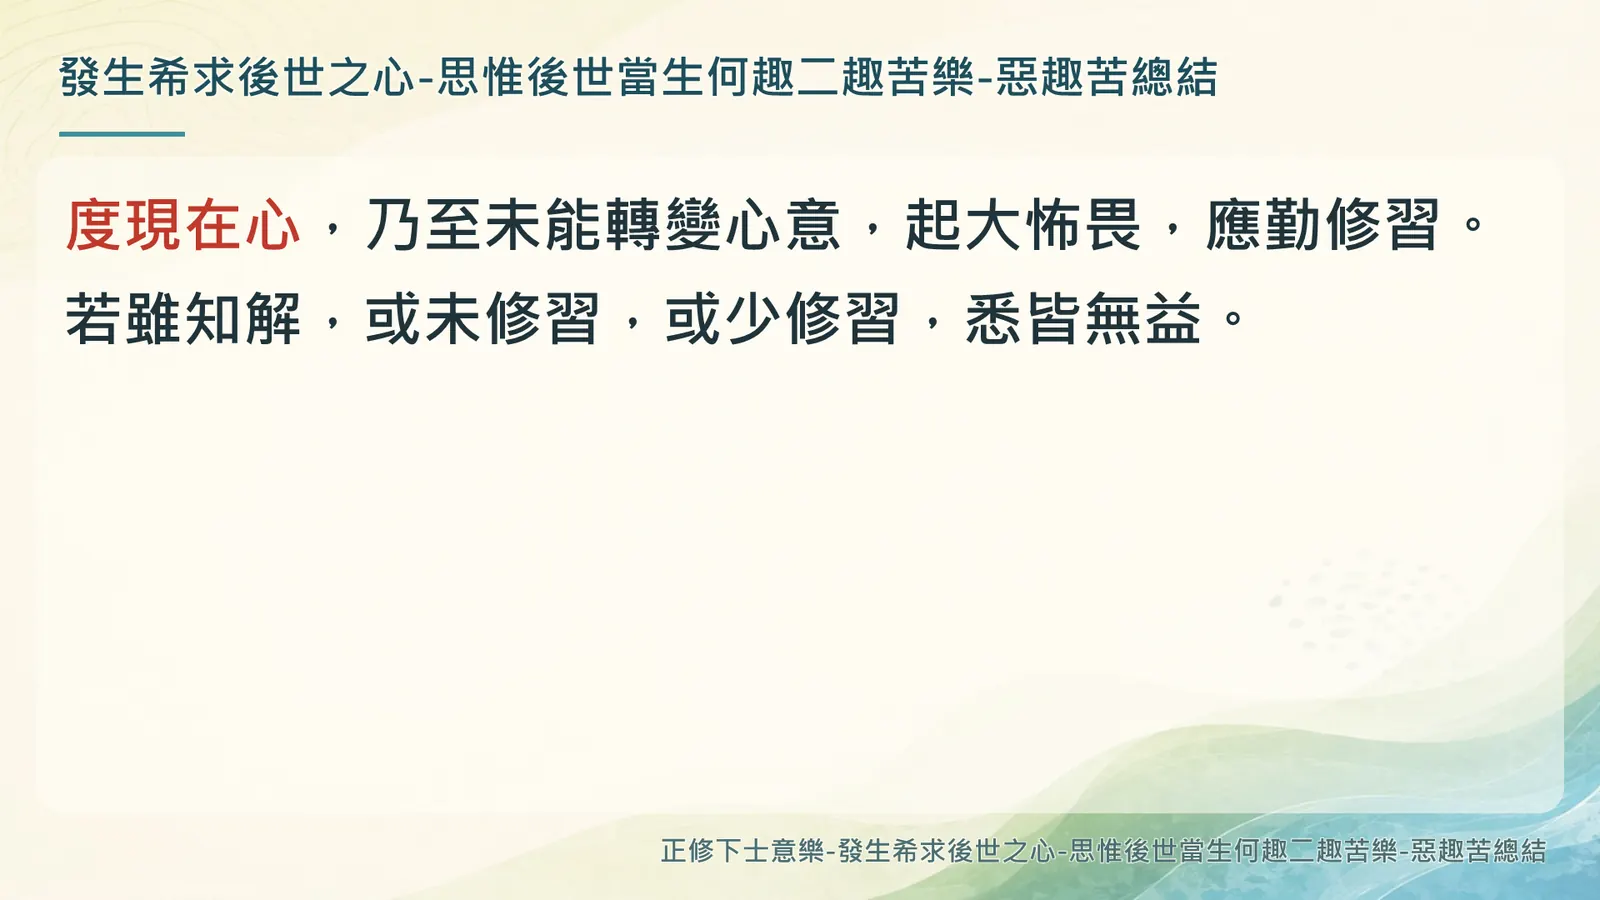 發生希求後世之心-思惟後世當生何趣二趣苦樂-惡趣苦總結
度現在心，乃至未能轉變心意，起大怖畏，應勤修習。
若雖知解，或未修習，或少修習，悉皆無益。
正修下士意樂-發生希求後世之心-思惟後世當生何趣二趣苦樂-惡趣苦總結